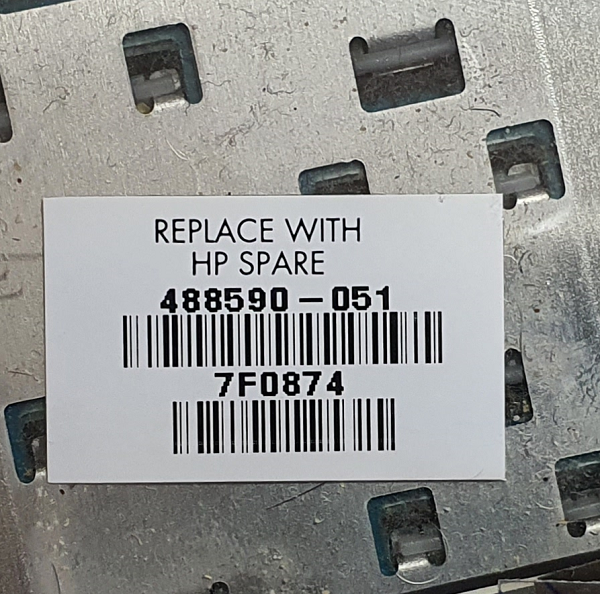 REPLACE WITH
HP SPARE
488590-051
7F0874